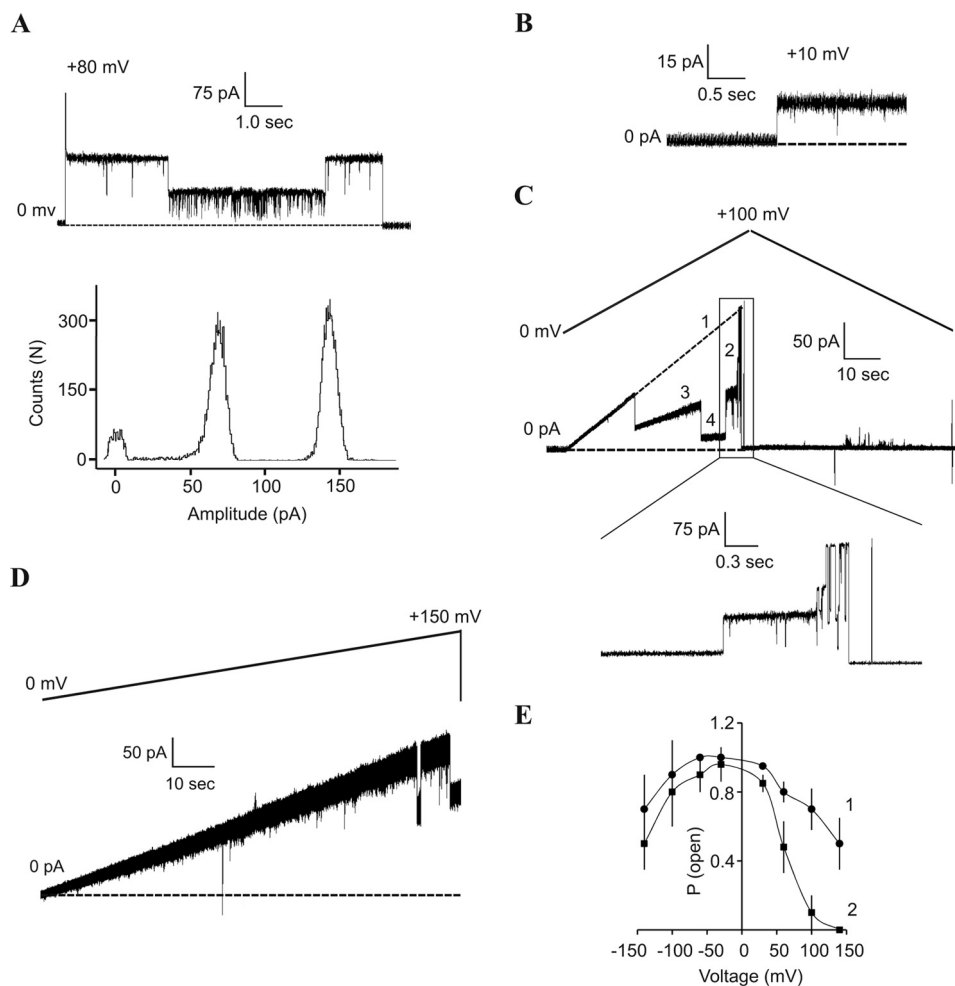 A
+80 mV
75 pA
1.0 sec
0 mv
300
150
0
Counts (N)
0
50
100
150
Amplitude (pA)
B
15 pA
+10 mV
0.5 sec
0 pA
C
+100 mV
0 mV
1
2
50 pA
10 sec
3
4
0 pA
75 pA
0.3 sec
D
+150 mV
0 mV
50 pA
10 sec
0 pA
E
1.2
0.8
0.4
P (open)
1
2
-150 -100 -50 0 50 100 150
Voltage (mV)